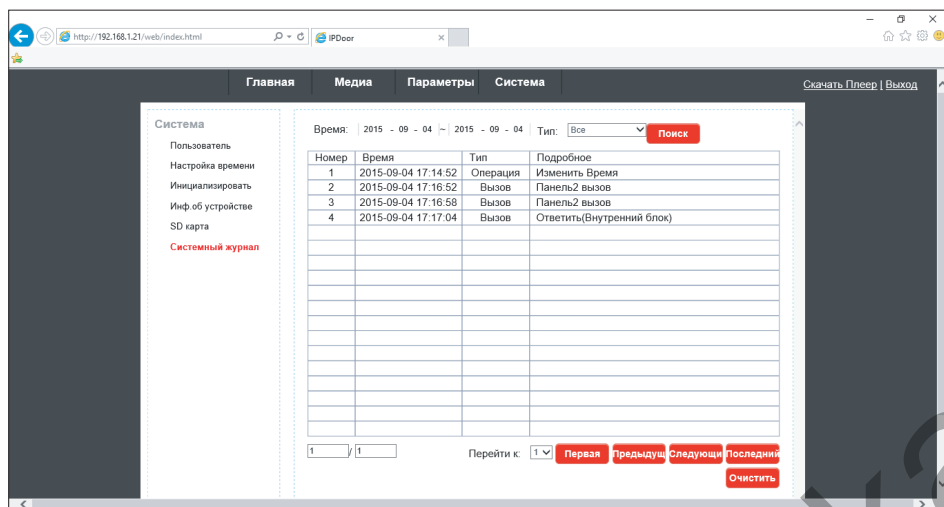 http://192.168.1.21/web/index.html
IPDoor
Главная Медиа Параметры Система
Скачать Плеер | Выход
Система
Пользователь
Настройка времени
Инициализировать
Инф.об устройстве
SD карта
Системный журнал
Время: 2015 - 09 - 04 ~ 2015 - 09 - 04 Тип: Все Поиск
Номер Время Тип Подробное
1 2015-09-04 17:14:52 Операция Изменить Время
2 2015-09-04 17:16:52 Вызов Панель2 вызов
3 2015-09-04 17:16:58 Вызов Панель2 вызов
4 2015-09-04 17:17:04 Вызов Ответить(Внутренний блок)
1 / 1 Перейти к: 1 Первая Предыдущ Следующи Последний
Очистить